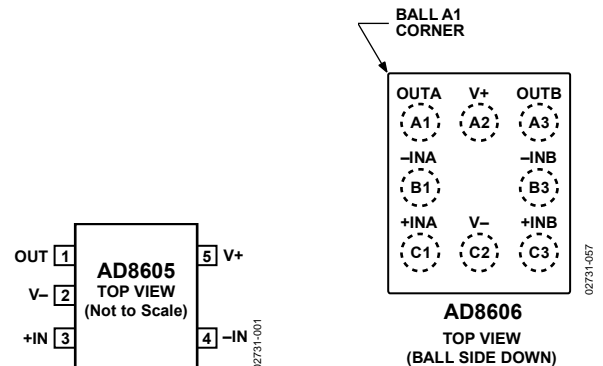 BALL A1
CORNER
OUTA V+ OUTB
A1 A2 A3
–INA –INB
B1 B3
+INA V– +INB
C1 C2 C3
02731-057
AD8606
TOP VIEW
(BALL SIDE DOWN)
OUT 1 5 V+
AD8605
TOP VIEW
(Not to Scale)
V– 2
+IN 3 4 –IN
02731-001